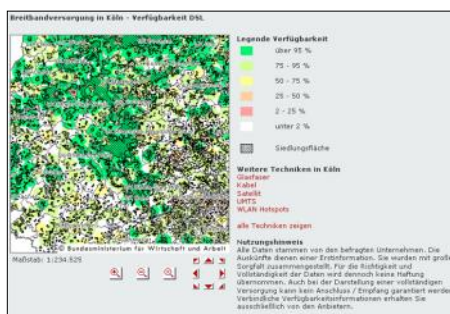 Breitbandversorgung in Köln - Verfügbarkeit DSL
Legende Verfügbarkeit
über 95 %
75 - 95 %
50 - 75 %
25 - 50 %
2 - 25 %
unter 2 %
Siedlungsfläche
Weitere Techniken in Köln
Glasfaser
Kabel
Satellit
UMTS
WLAN Hotspots
alle Techniken zeigen
Nutzungshinweis
Alle Daten stammen von den befragten Unternehmen. Die
Auskünfte dienen einer Erstinformation. Sie wurden mit große
Sorgfalt zusammengestellt. Für die Richtigkeit und
Vollständigkeit der Daten wird dennoch keine Haftung
übernommen. Auch bei der Darstellung einer vollständigen
Versorgung kann kein Anschluss / Empfang garantiert werde
Verbindliche Verfügbarkeitsinformationen erhalten Sie
ausschließlich von den Anbietern.
© Bundesministerium für Wirtschaft und Arbeit
Maßstab: 1:234.828